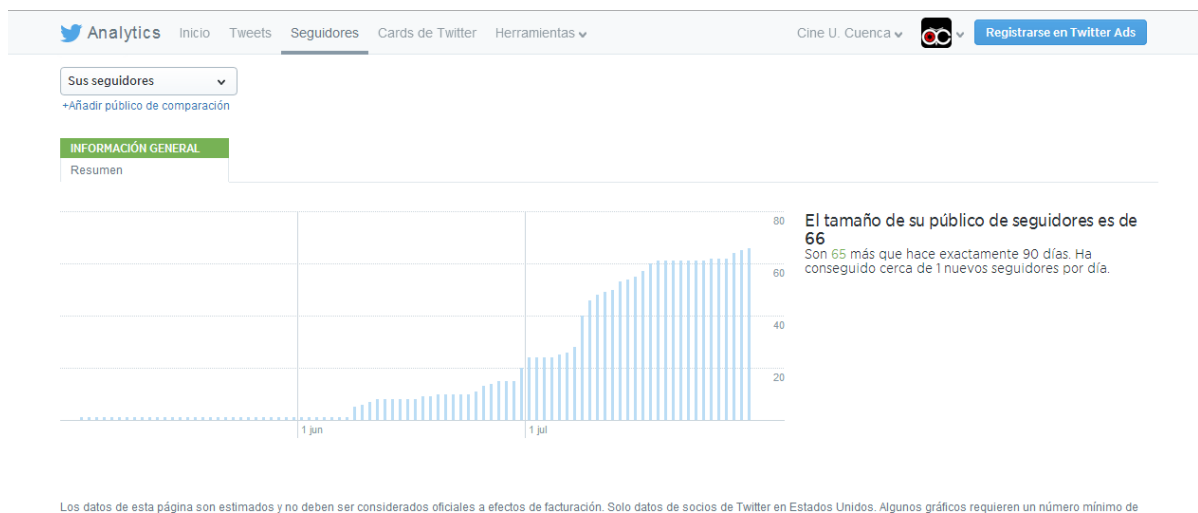 Analytics Inicio Tweets Seguidores Cards de Twitter Herramientas Cine U. Cuenca Registrarse en Twitter Ads
Sus seguidores
+Añadir público de comparación
INFORMACIÓN GENERAL
Resumen
80
60
40
20
1 jun
1 jul
El tamaño de su público de seguidores es de
66
Son 65 más que hace exactamente 90 días. Ha
conseguido cerca de 1 nuevos seguidores por día.
Los datos de esta página son estimados y no deben ser considerados oficiales a efectos de facturación. Solo datos de socios de Twitter en Estados Unidos. Algunos gráficos requieren un número mínimo de